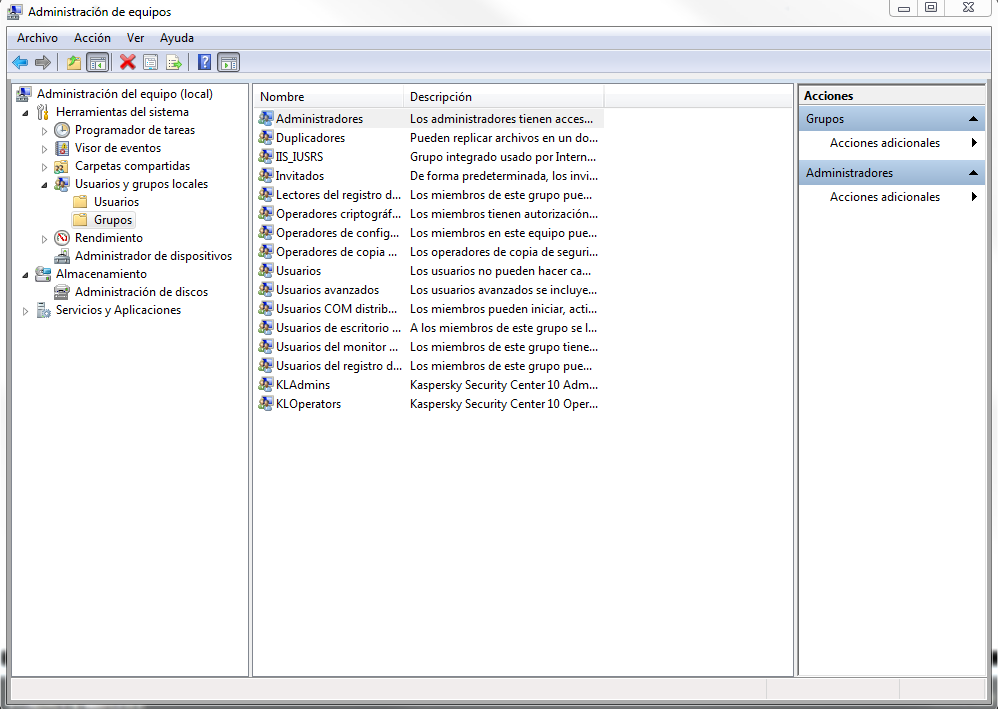 Administración de equipos
Archivo Acción Ver Ayuda
Administración del equipo (local)
Herramientas del sistema
Programador de tareas
Visor de eventos
Carpetas compartidas
Usuarios y grupos locales
Usuarios
Grupos
Rendimiento
Administrador de dispositivos
Almacenamiento
Administración de discos
Servicios y Aplicaciones
Nombre Descripción
Administradores Los administradores tienen acces...
Duplicadores Pueden replicar archivos en un do...
IIS_IUSRS Grupo integrado usado por Intern...
Invitados De forma predeterminada, los invi...
Lectores del registro d... Los miembros de este grupo pue...
Operadores criptográf... Los miembros tienen autorización...
Operadores de config... Los miembros en este equipo pue...
Operadores de copia ... Los operadores de copia de seguri...
Usuarios Los usuarios no pueden hacer ca...
Usuarios avanzados Los usuarios avanzados se incluye...
Usuarios COM distrib... Los miembros pueden iniciar, acti...
Usuarios de escritorio ... A los miembros de este grupo se l...
Usuarios del monitor ... Los miembros de este grupo tiene...
Usuarios del registro d... Los miembros de este grupo pue...
KLAdmins Kaspersky Security Center 10 Adm...
KLOperators Kaspersky Security Center 10 Oper...
Acciones
Grupos
Acciones adicionales
Administradores
Acciones adicionales